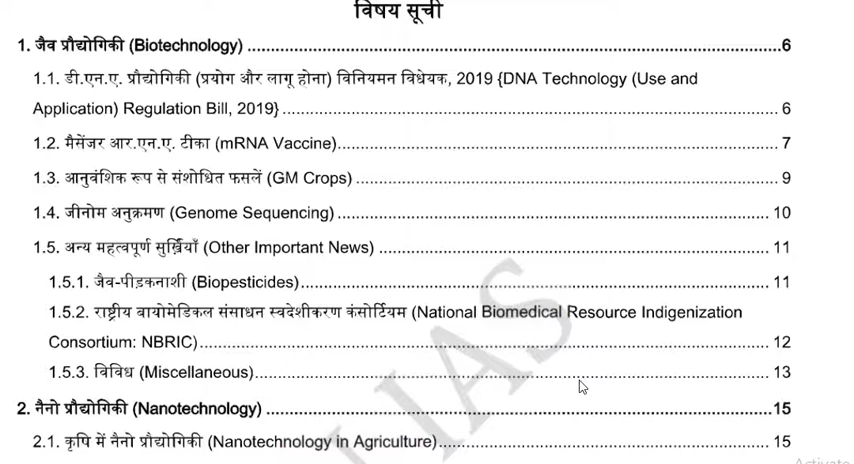 विषय सूची
1. जैव प्रौद्योगिकी (Biotechnology) ........................................ 6
1.1. डी.एन.ए. प्रौद्योगिकी (प्रयोग और लागू होना) विनियमन विधेयक, 2019 {DNA Technology (Use and
Application) Regulation Bill, 2019} ........................................ 6
1.2. मैसेंजर आर.एन.ए. टीका (mRNA Vaccine)........................................ 7
1.3. आनुवंशिक रूप से संशोधित फसलें (GM Crops) ........................................ 9
1.4. जीनोम अनुक्रमण (Genome Sequencing) ........................................ 10
1.5. अन्य महत्वपूर्ण सुर्ख़ियाँ (Other Important News) ........................................ 11
1.5.1. जैव-पीड़कनाशी (Biopesticides)........................................ 11
1.5.2. राष्ट्रीय बायोमेडिकल संसाधन स्वदेशीकरण कंसोर्टियम (National Biomedical Resource Indigenization
Consortium: NBRIC)........................................ 12
1.5.3. विविध (Miscellaneous)........................................ 13
2. नैनो प्रौद्योगिकी (Nanotechnology) ........................................ 15
2.1. कृषि में नैनो प्रौद्योगिकी (Nanotechnology in Agriculture)........................................ 15
IAS